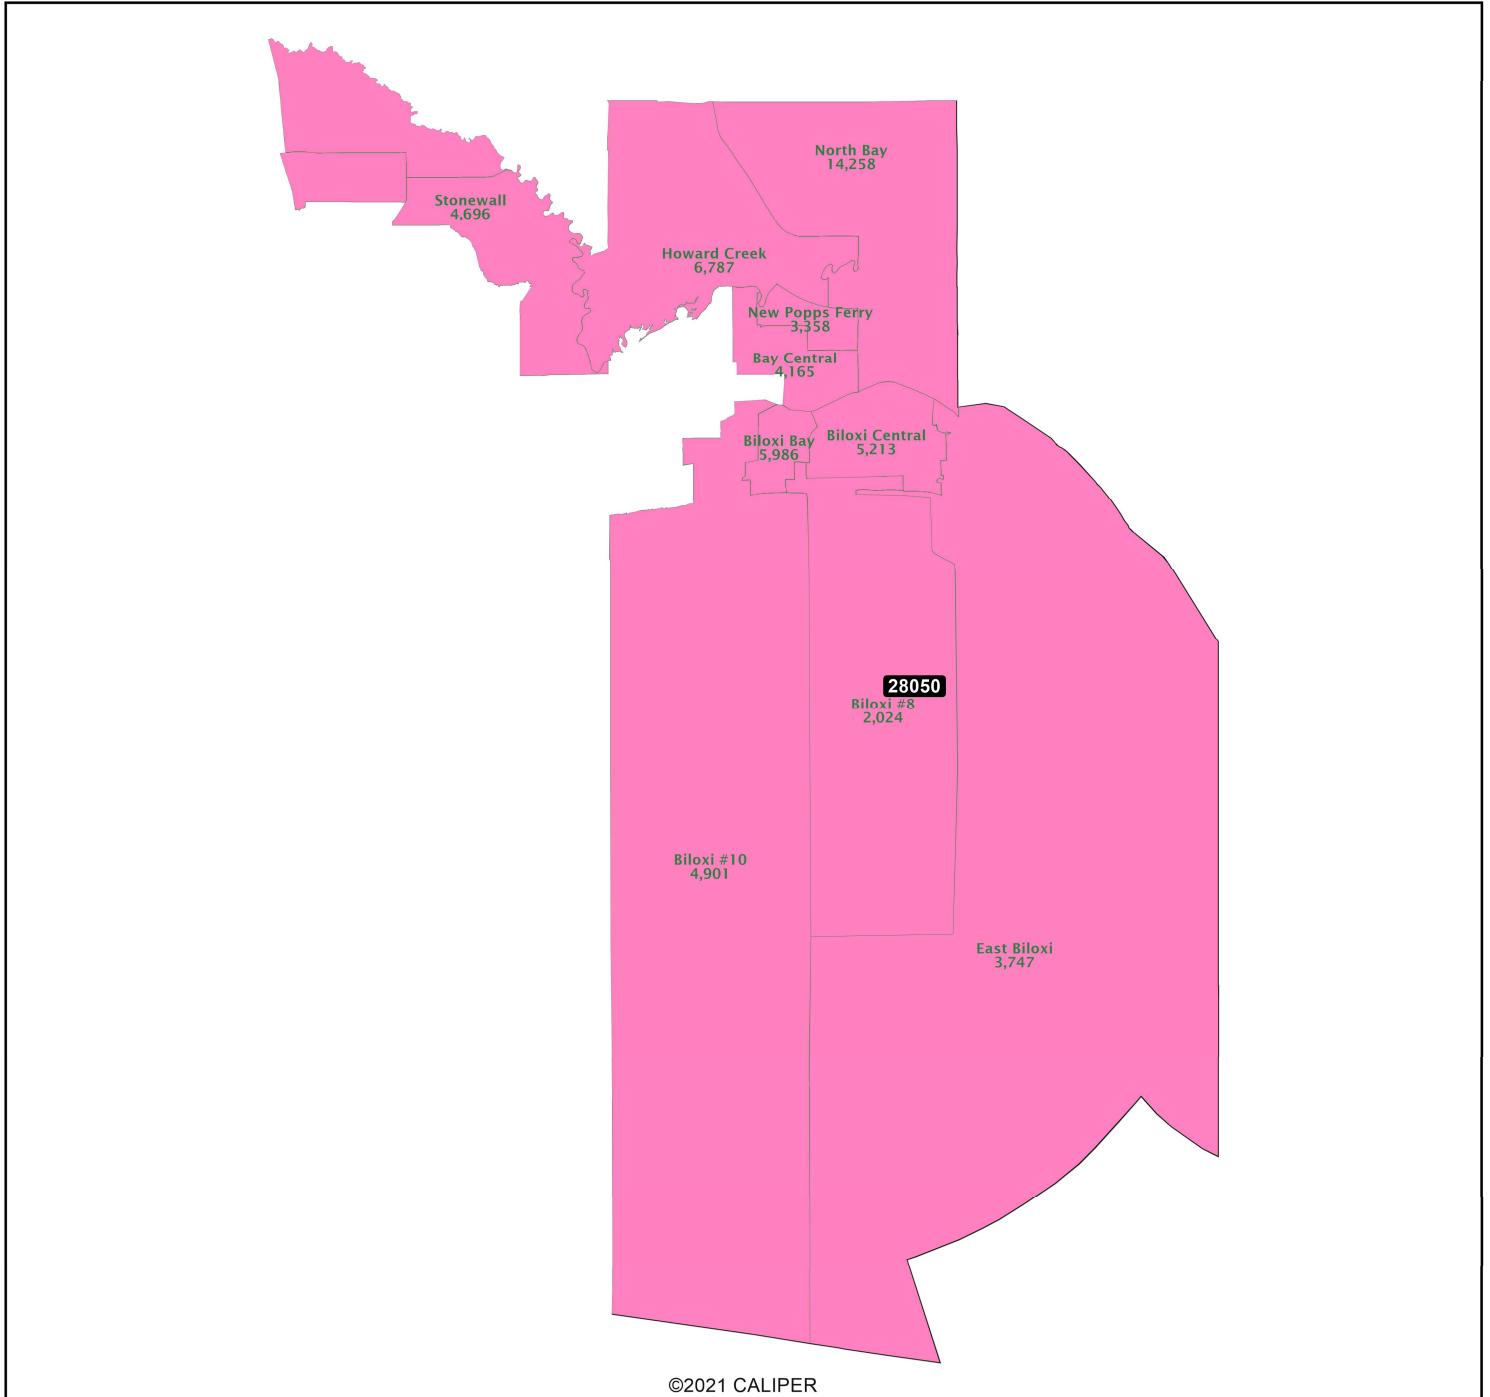 North Bay
14,258
Stonewall
4,696
Howard Creek
6,787
New Popps Ferry
3,358
Bay Central
4,165
Biloxi Bay
5,986
Biloxi Central
5,213
28050
Biloxi #8
2,024
Biloxi #10
4,901
East Biloxi
3,747
©2021 CALIPER